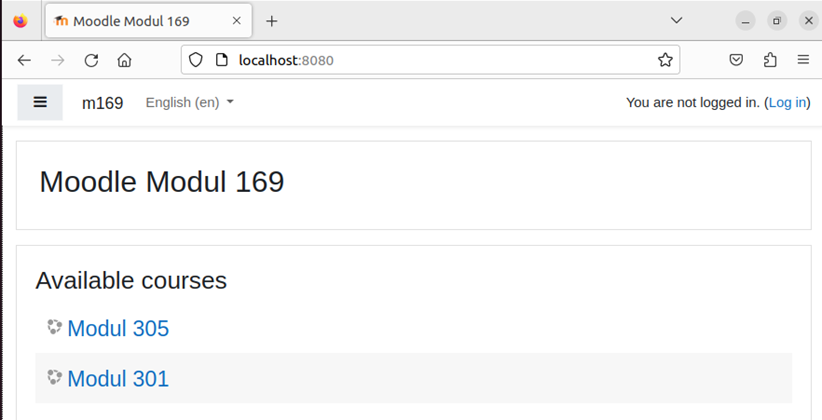 Moodle Modul 169
localhost:8080
m169 English (en) You are not logged in. (Log in)
Moodle Modul 169
Available courses
Modul 305
Modul 301